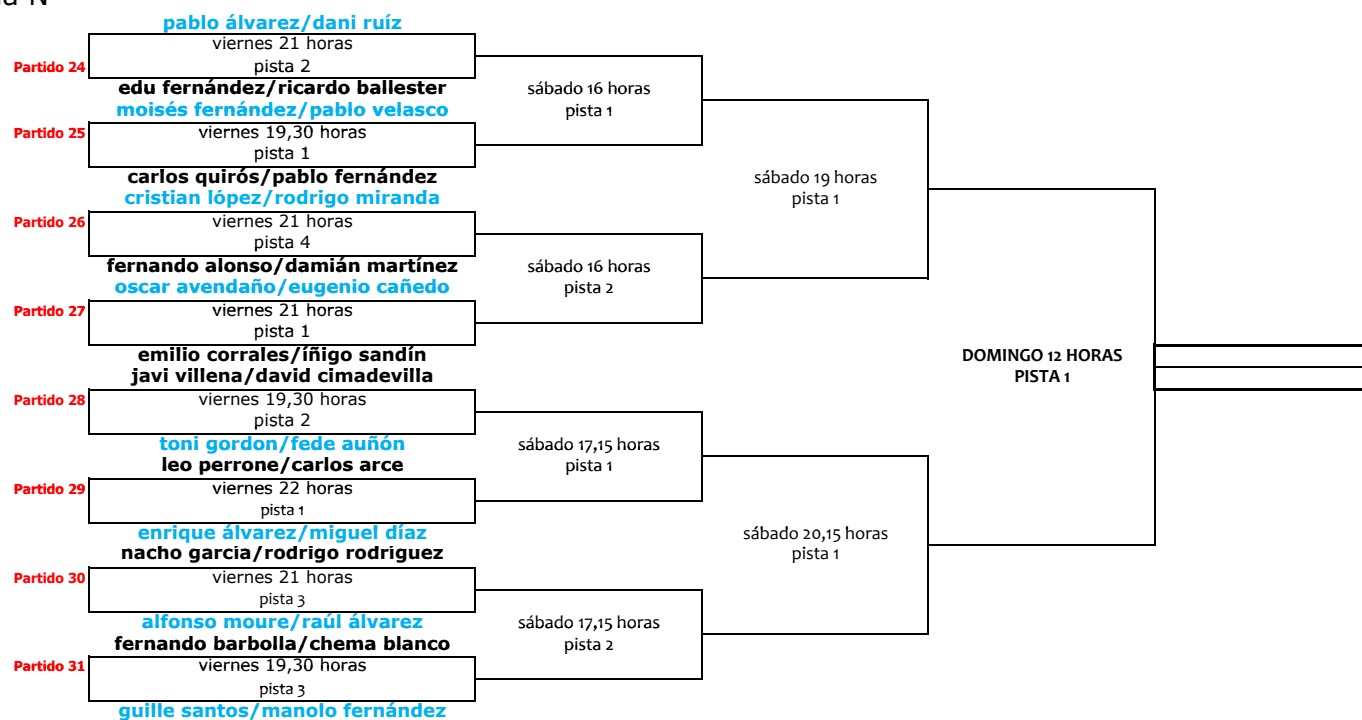 pablo álvarez/dani ruíz
viernes 21 horas
Partido 24
pista 2
edu fernández/ricardo ballester
sábado 16 horas
pista 1
moisés fernández/pablo velasco
Partido 25
viernes 19,30 horas
pista 1
carlos quirós/pablo fernández
sábado 19 horas
pista 1
cristian lópez/rodrigo miranda
Partido 26
viernes 21 horas
pista 4
fernando alonso/damián martínez
sábado 16 horas
pista 2
oscar avendaño/eugenio cañedo
Partido 27
viernes 21 horas
pista 1
emilio corrales/íñigo sandín
DOMINGO 12 HORAS
PISTA 1
javi villena/david cimadevilla
Partido 28
viernes 19,30 horas
pista 2
toni gordon/fede auñón
sábado 17,15 horas
pista 1
leo perrone/carlos arce
Partido 29
viernes 22 horas
pista 1
enrique álvarez/miguel díaz
sábado 20,15 horas
pista 1
nacho garcía/rodrigo rodríguez
Partido 30
viernes 21 horas
pista 3
alfonso moure/raúl álvarez
sábado 17,15 horas
pista 2
fernando barbolla/chema blanco
Partido 31
viernes 19,30 horas
pista 3
guille santos/manolo fernández